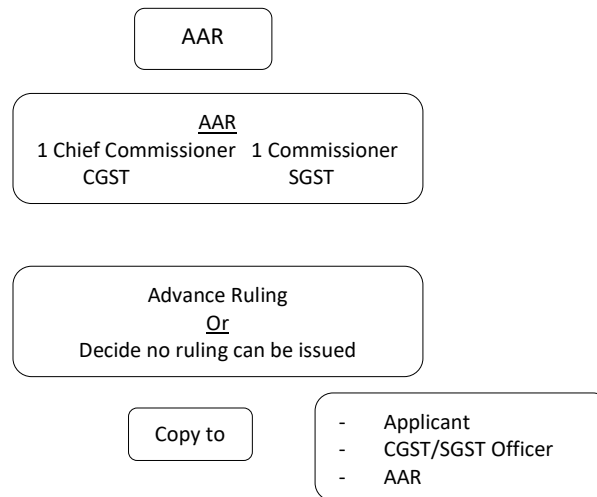 AAR
AAR
1 Chief Commissioner 1 Commissioner
CGST SGST
Advance Ruling
Or
Decide no ruling can be issued
Copy to
- Applicant
- CGST/SGST Officer
- AAR